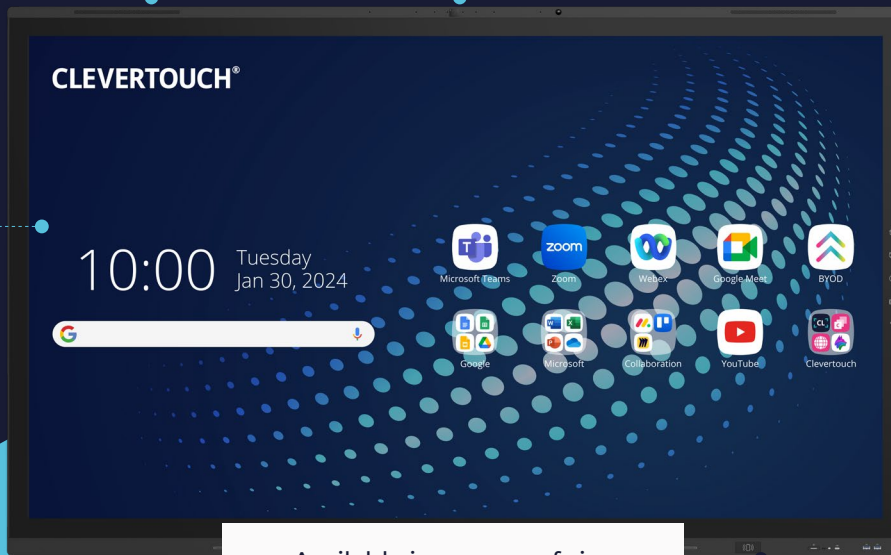 CLEVERTOUCH®
10:00
Tuesday
Jan 30, 2024
zoom
Microsoft Teams
Zoom
Webex
Google Meet
BYOD
Google
Microsoft
Collaboration
YouTube
Clevertouch